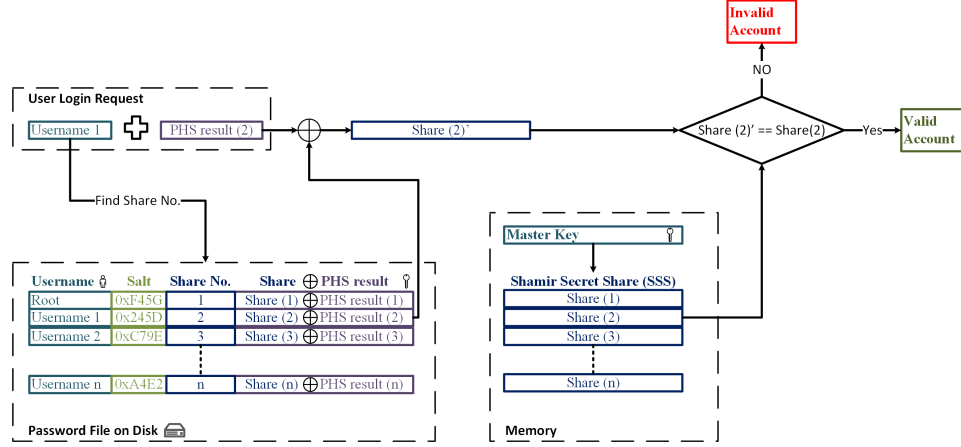 Invalid
Account
NO
User Login Request
Username 1
PHS result (2)
Share (2)’
Share (2)’ == Share(2)
Yes
Valid
Account
Find Share No.
Master Key
Username Salt Share No. Share ⊕ PHS result
Shamir Secret Share (SSS)
Root 0xF45G 1 Share (1) ⊕ PHS result (1)
Share (1)
Username 1 0x245D 2 Share (2) ⊕ PHS result (2)
Share (2)
Username 2 0xC79E 3 Share (3) ⊕ PHS result (3)
Share (3)
Username n 0xA4E2 n Share (n) ⊕ PHS result (n)
Share (n)
Password File on Disk
Memory